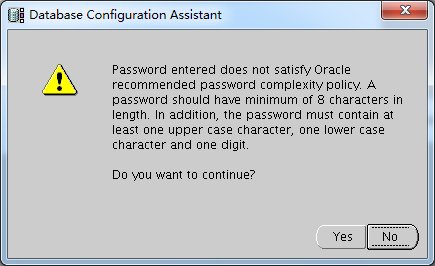 Database Configuration Assistant
Password entered does not satisfy Oracle
recommended password complexity policy. A
password should have minimum of 8 characters in
length. In addition, the password must contain at
least one upper case character, one lower case
character and one digit.
Do you want to continue?
Yes No